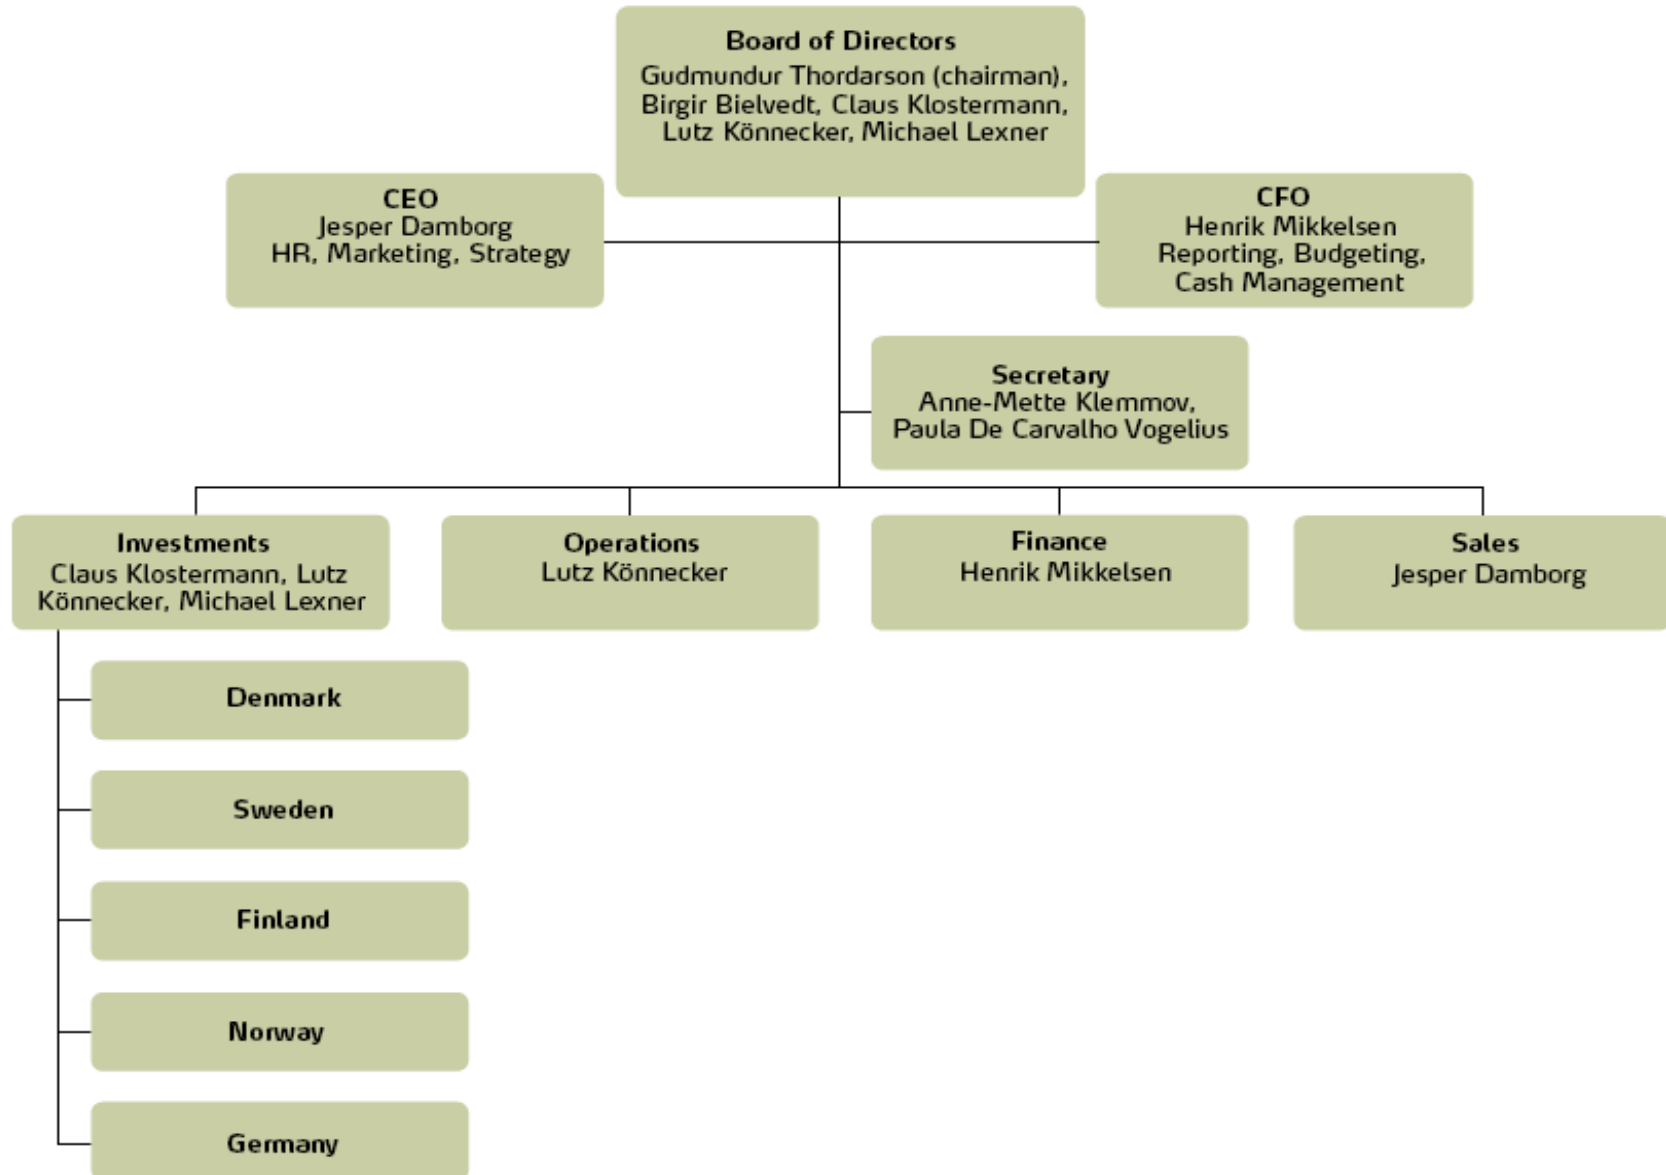 Board of Directors
Gudmundur Thordarson (chairman),
Birgir Bielvedt, Claus Klostermann,
Lutz Könnecker, Michael Lexner
CEO
Jesper Damborg
HR, Marketing, Strategy
CFO
Henrik Mikkelsen
Reporting, Budgeting,
Cash Management
Secretary
Anne-Mette Klemmov,
Paula De Carvalho Vogelius
Investments
Claus Klostermann, Lutz
Könnecker, Michael Lexner
Operations
Lutz Könnecker
Finance
Henrik Mikkelsen
Sales
Jesper Damborg
Denmark
Sweden
Finland
Norway
Germany